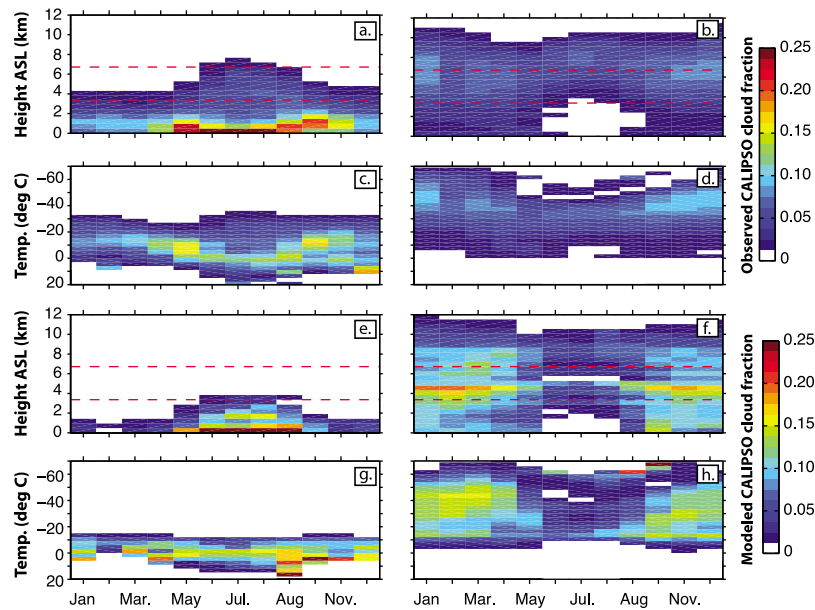 a.
b.
Height ASL (km)
12
10
8
6
4
2
0
c.
d.
Temp. (deg C)
−60
−40
−20
0
20
Observed CALIPSO cloud fraction
0.25
0.20
0.15
0.10
0.05
0
e.
f.
Height ASL (km)
12
10
8
6
4
2
0
g.
h.
Temp. (deg C)
−60
−40
−20
0
20
Modeled CALIPSO cloud fraction
0.25
0.20
0.15
0.10
0.05
0
Jan Mar. May Jul. Aug Nov.
Jan Mar. May Jul. Aug Nov.